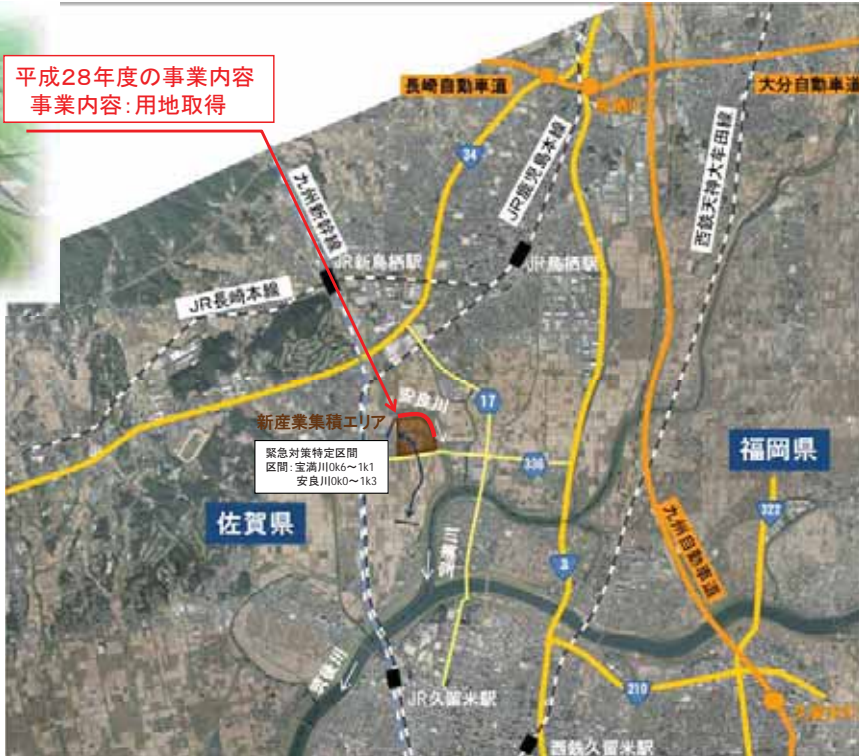 平成28年度の事業内容
事業内容：用地取得
長崎自動車道
大分自動車道
34
九州新幹線
JR鹿児島本線
西鉄天神大牟田線
JR新鳥栖駅
JR鳥栖駅
JR長崎本線
安良川
17
新産業集積エリア
緊急対策特定区間
区間：宝満川0k6～1k1
安良川0k0～1k3
336
福岡県
322
佐賀県
宝満川
3
九州自動車道
筑後川
JR久留米駅
210
西鉄久留米駅